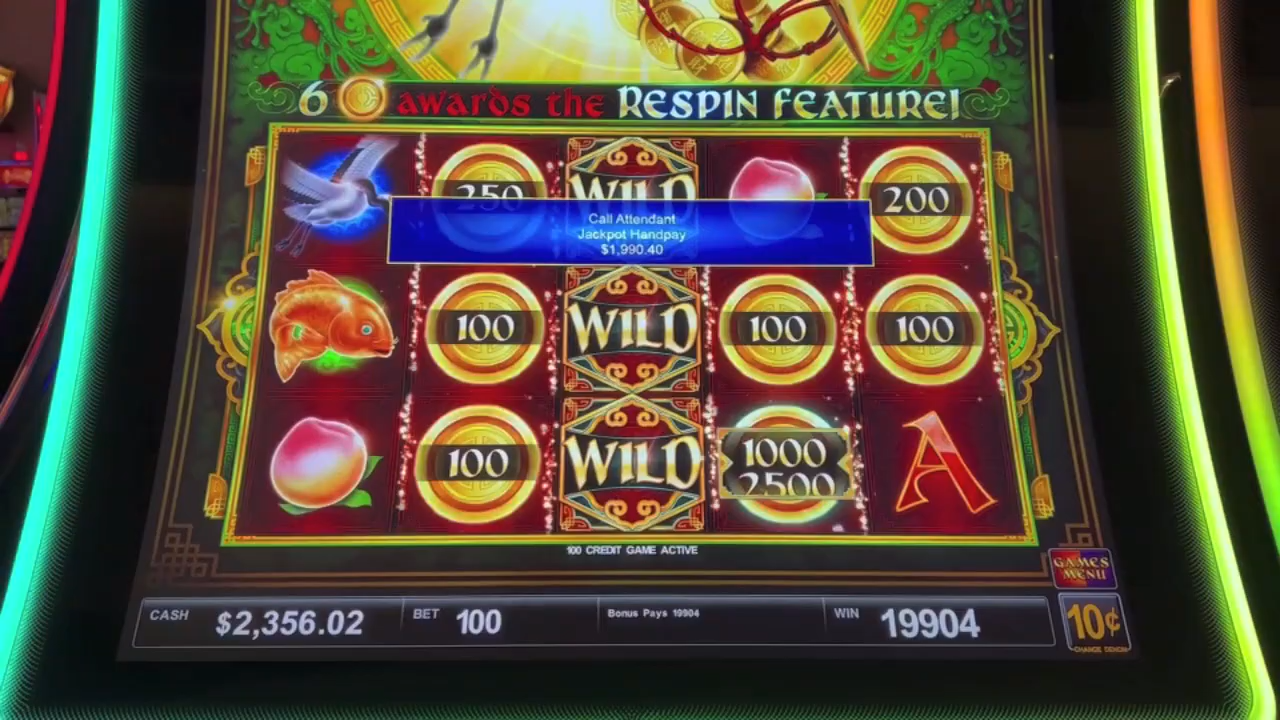 6 awards the RESPIN FEATURE!
250
WILD
200
Call Attendant
Jackpot Handpay
$1,990.40
100
WILD
100
100
100
WILD
1000
2500
A
100 CREDIT GAME ACTIVE
GAMES
MENU
CASH $2,356.02
BET 100
Bonus Pays 19904
WIN 19904
10¢
CHANGE DENOM